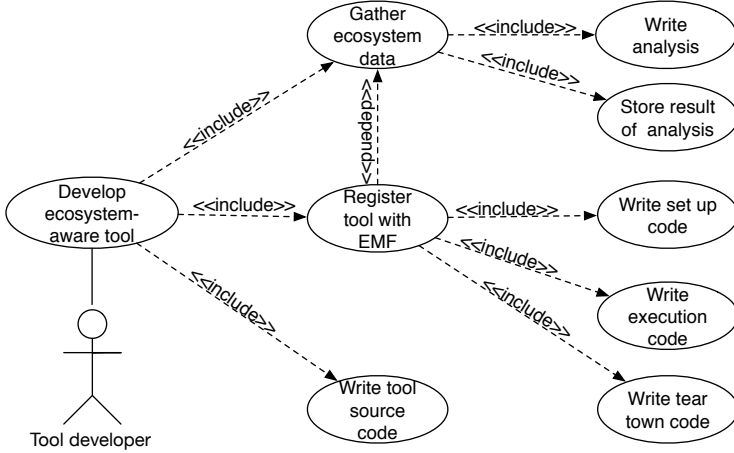 Gather
ecosystem
data
<<include>>
Write
analysis
<<include>>
Store result
of  analysis
<<include>>
<<depend>>
Develop
ecosystem-
aware tool
<<include>>
Register
tool with
EMF
<<include>>
Write set up
code
<<include>>
Write
execution
code
<<include>>
<<include>>
Write tool
source
code
Write tear
town code
Tool developer